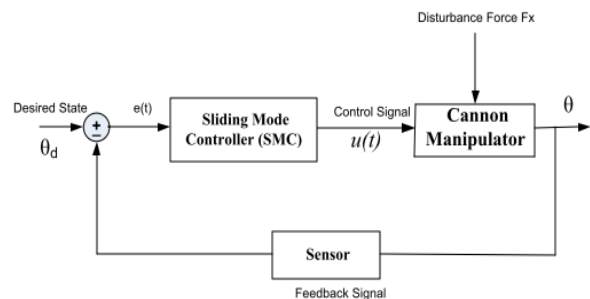 Disturbance Force Fx
Desired State
e(t)
Sliding Mode
Controller (SMC)
Control Signal
u(t)
Cannon
Manipulator
θ
+
−
θd
Sensor
Feedback Signal